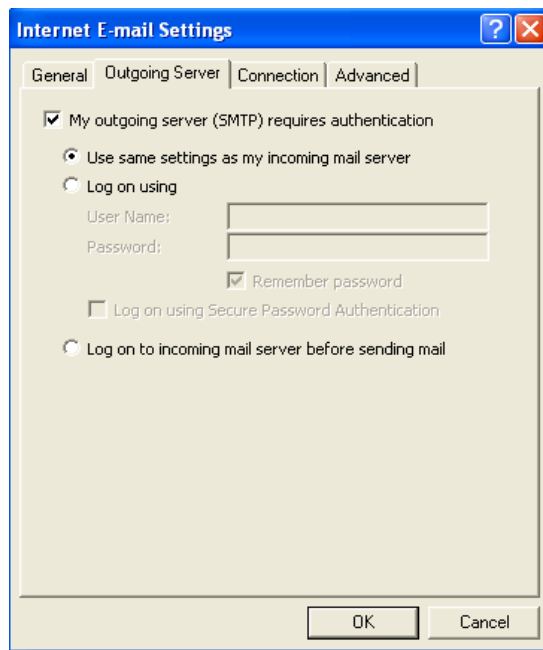 Internet E-mail Settings
?
General Outgoing Server Connection Advanced
My outgoing server (SMTP) requires authentication
Use same settings as my incoming mail server
Log on using
User Name:
Password:
Remember password
Log on using Secure Password Authentication
Log on to incoming mail server before sending mail
OK Cancel